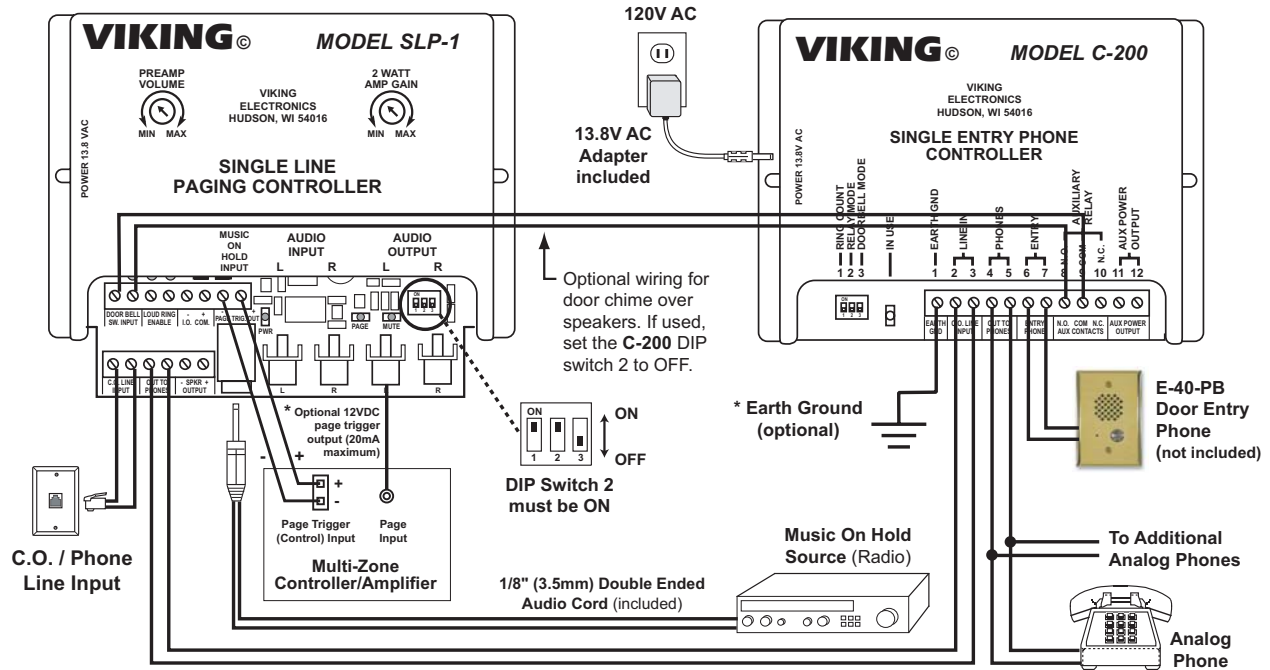 VIKING©
MODEL SLP-1
PREAMP
VOLUME
MIN MAX
VIKING
ELECTRONICS
HUDSON, WI 54016
2 WATT
AMP GAIN
MIN MAX
POWER 13.8 VAC
SINGLE LINE
PAGING CONTROLLER
MUSIC
ON
HOLD
INPUT
AUDIO
INPUT
L R
AUDIO
OUTPUT
L R
DOOR BELL
SW. INPUT
LOUD RING
ENABLE
- +
I.O. COM.
- +
PAGE TRIG. OUT
PWR
PAGE
MUTE
ON
1 2 3
C.O. LINE
INPUT
OUT TO
PHONES
- SPKR +
OUTPUT
L
R
R
120V AC
13.8V AC
Adapter
included
VIKING©
MODEL C-200
VIKING
ELECTRONICS
HUDSON, WI 54016
SINGLE ENTRY PHONE
CONTROLLER
POWER 13.8V AC
1 RING COUNT
2 RELAY MODE
3 DOORBELL MODE
IN USE
1 EARTH GND
2 3 LINE IN
4 5 PHONES
6 7 ENTRY
AUXILIARY
RELAY
8 N.O.
COM
10 N.C.
11 12 AUX POWER
OUTPUT
ON
1 2 3
EARTH
GND
C.O. LINE
INPUT
OUT TO
PHONES
ENTRY
PHONE
N.O. COM N.C.
AUX CONTACTS
AUX POWER
OUTPUT
Optional wiring for
door chime over
speakers. If used,
set the C-200 DIP
switch 2 to OFF.
* Earth Ground
(optional)
E-40-PB
Door Entry
Phone
(not included)
* Optional 12VDC
page trigger
output (20mA
maximum)
- +
+
-
Page Trigger
(Control) Input
Page
Input
Multi-Zone
Controller/Amplifier
ON
1 2 3
ON
OFF
DIP Switch 2
must be ON
C.O. / Phone
Line Input
1/8" (3.5mm) Double Ended
Audio Cord (included)
Music On Hold
Source (Radio)
To Additional
Analog Phones
Analog
Phone